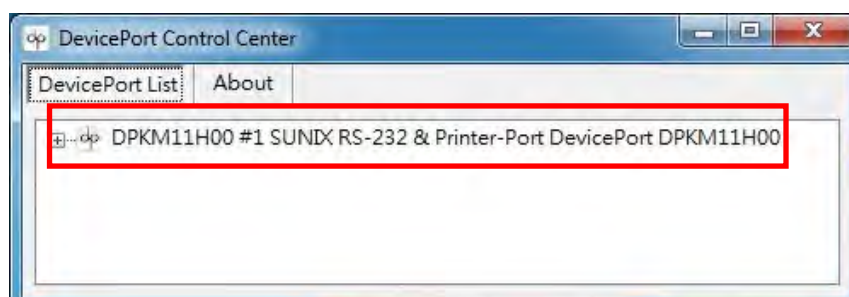 DevicePort Control Center
DevicePort List About
DPKM11H00 #1 SUNIX RS-232 & Printer-Port DevicePort DPKM11H00